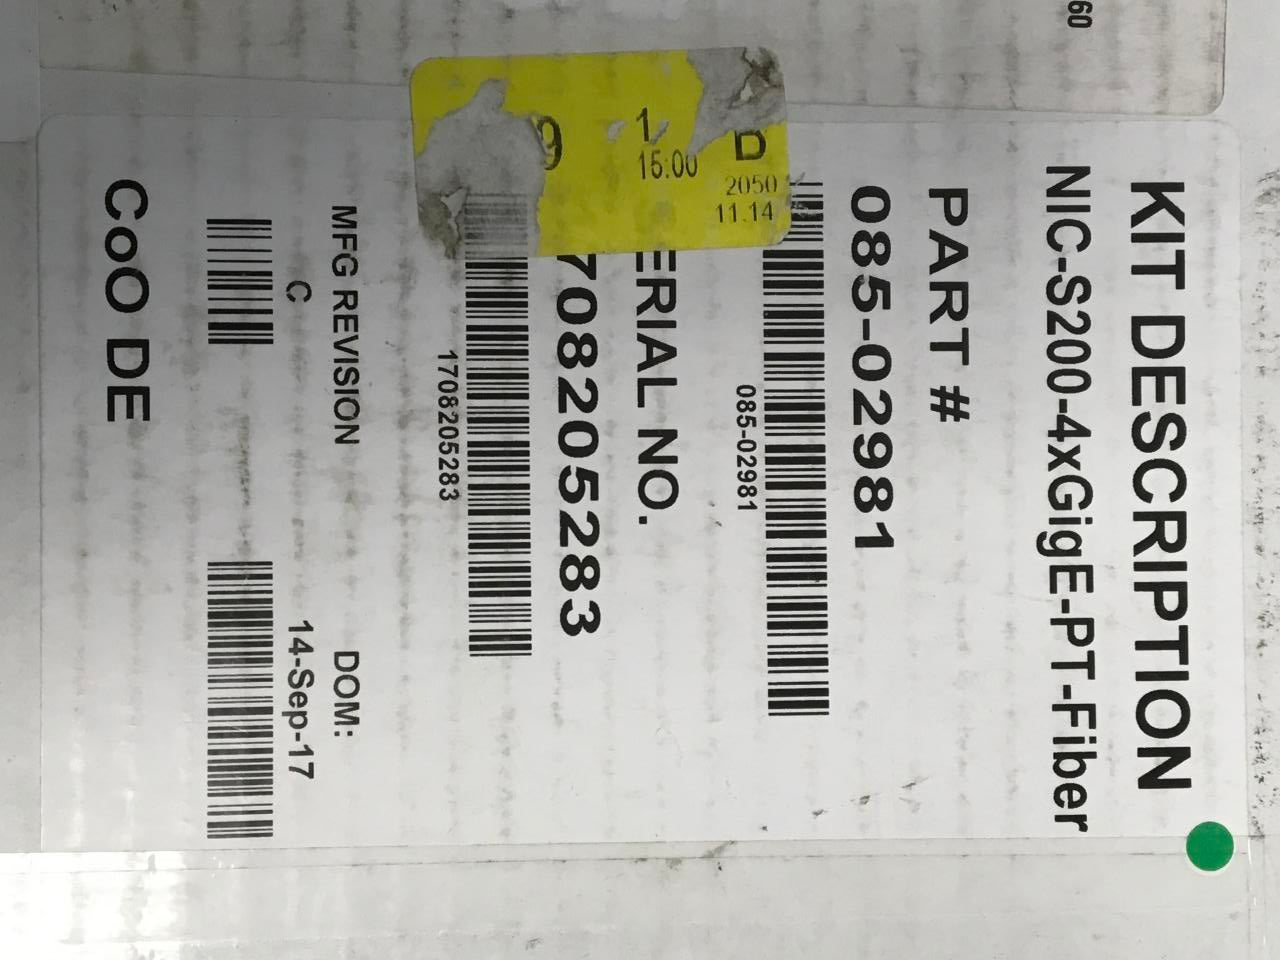 60
KIT DESCRIPTION
NIC-S200-4xGigE-PT-Fiber
PART #
085-02981
085-02981
ERIAL NO.
708205283
1708205283
MFG REVISION
C
DOM:
14-Sep-17
CoO DE
9
1
D
15:00
2050
11.14